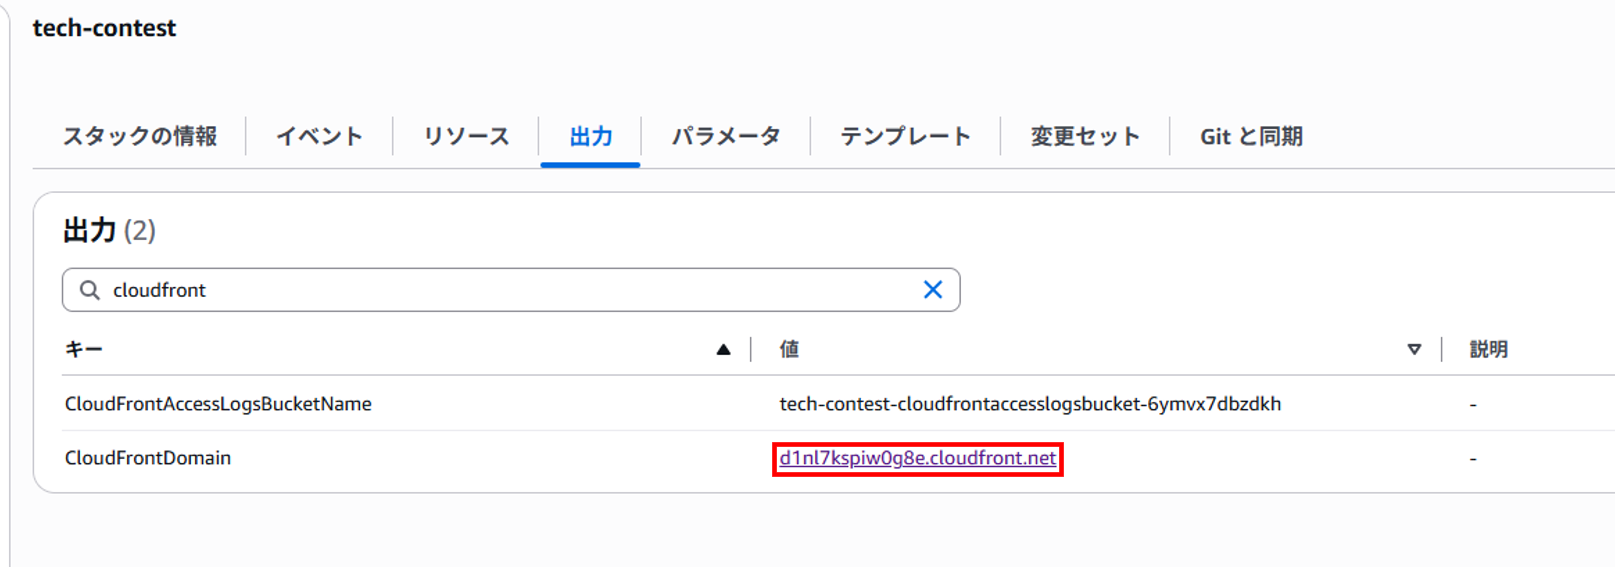 tech-contest
スタックの情報 イベント リソース 出力 パラメータ テンプレート 変更セット Git と同期
出力 (2)
cloudfront
キー 値 説明
CloudFrontAccessLogsBucketName tech-contest-cloudfrontaccesslogsbucket-6ymvx7dbzdkh -
CloudFrontDomain d1nl7kspiw0g8e.cloudfront.net -